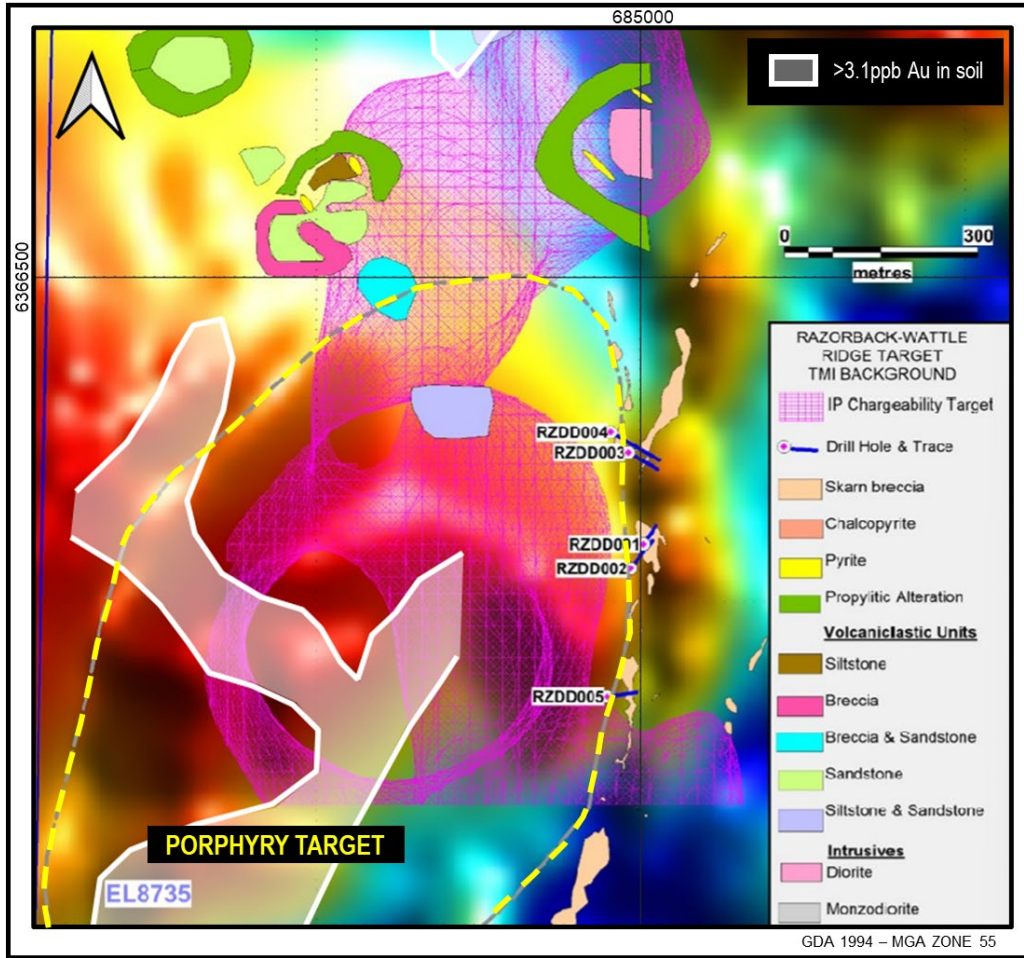 685000
>3.1ppb Au in soil
0 300
metres
6366500
RAZORBACK-WATTLE
RIDGE TARGET
TMI BACKGROUND
IP Chargeability Target
Drill Hole & Trace
Skarn breccia
Chalcopyrite
Pyrite
Propylitic Alteration
Volcaniclastic Units
Siltstone
Breccia
Breccia & Sandstone
Sandstone
Siltstone & Sandstone
Intrusives
Diorite
Monzodiorite
RZDD004
RZDD003
RZDD001
RZDD002
RZDD005
PORPHYRY TARGET
EL8735
GDA 1994 – MGA ZONE 55